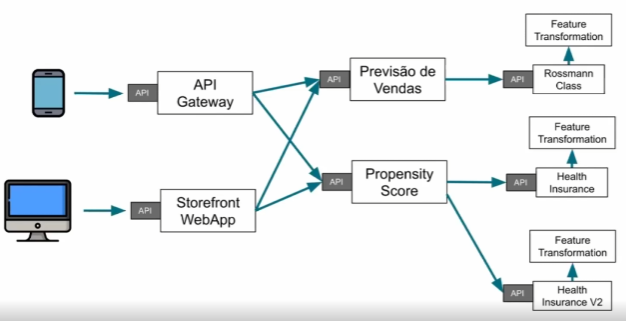 Feature
Transformation
API
Rossmann
Class
API
API
Gateway
API
Previsão de
Vendas
Feature
Transformation
API
Health
Insurance
API
Storefront
WebApp
API
Propensity
Score
Feature
Transformation
API
Health
Insurance V2